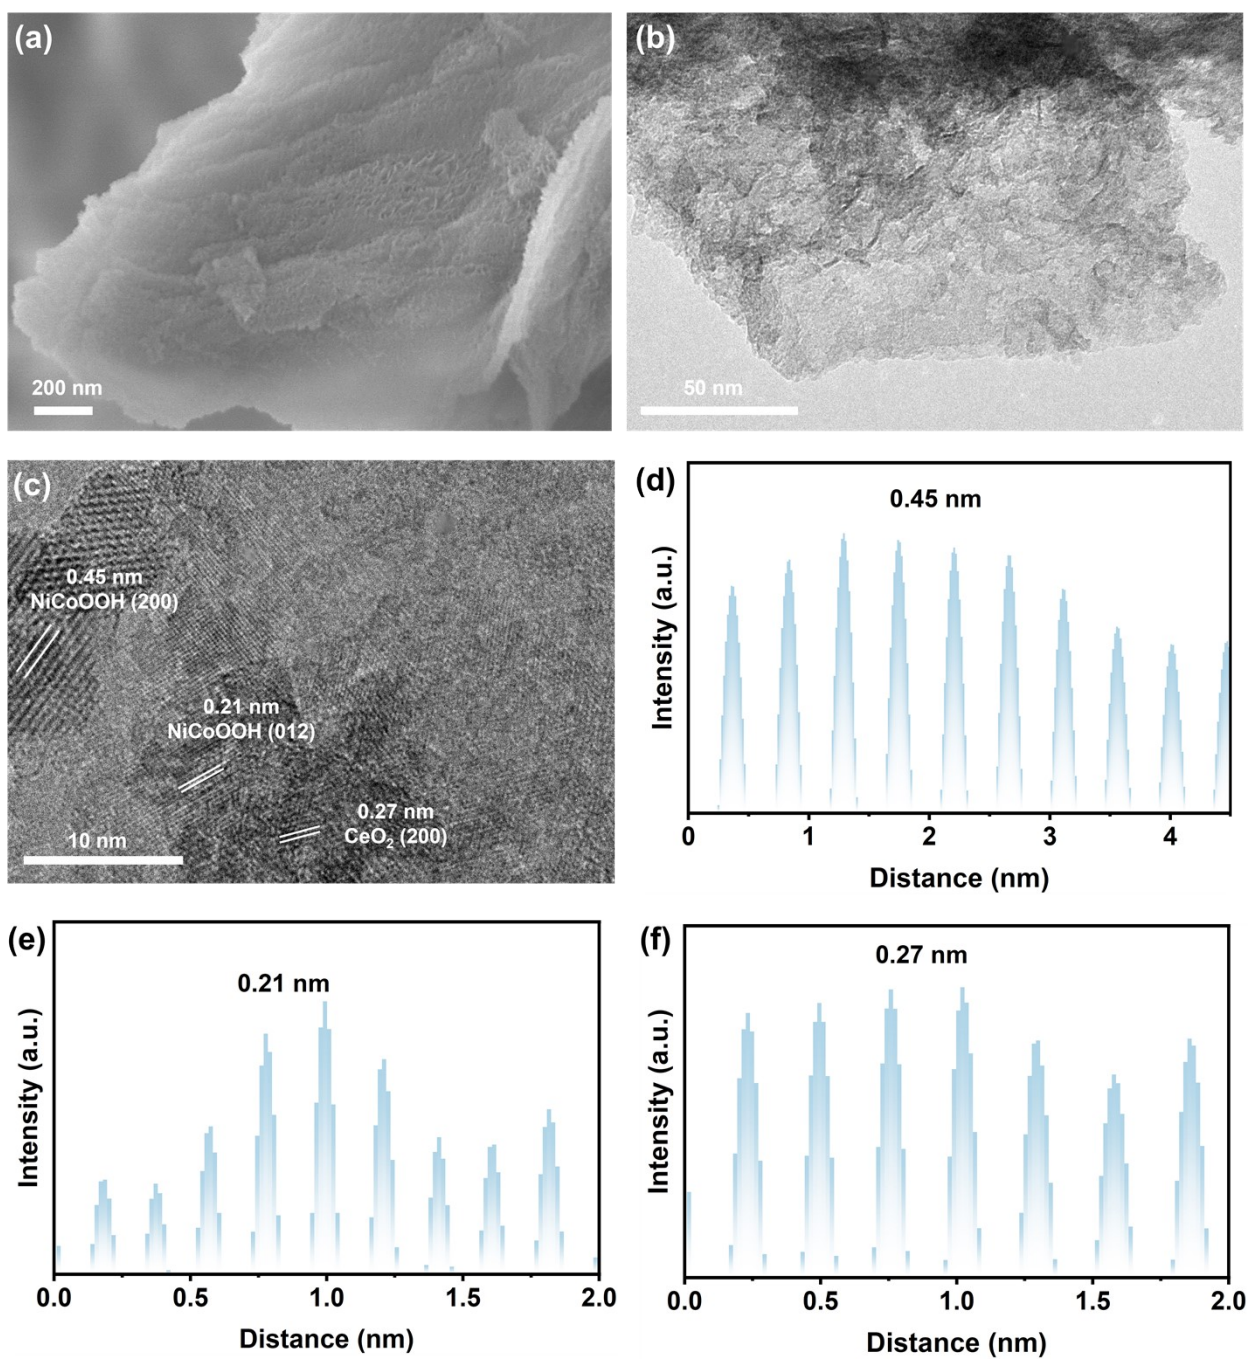 (a)
200 nm
(b)
50 nm
(c)
0.45 nm
NiCoOOH (200)
0.21 nm
NiCoOOH (012)
0.27 nm
CeO₂ (200)
10 nm
(d)
0.45 nm
Intensity (a.u.)
0 1 2 3 4
Distance (nm)
(e)
0.21 nm
Intensity (a.u.)
0.0 0.5 1.0 1.5 2.0
Distance (nm)
(f)
0.27 nm
Intensity (a.u.)
0.0 0.5 1.0 1.5 2.0
Distance (nm)